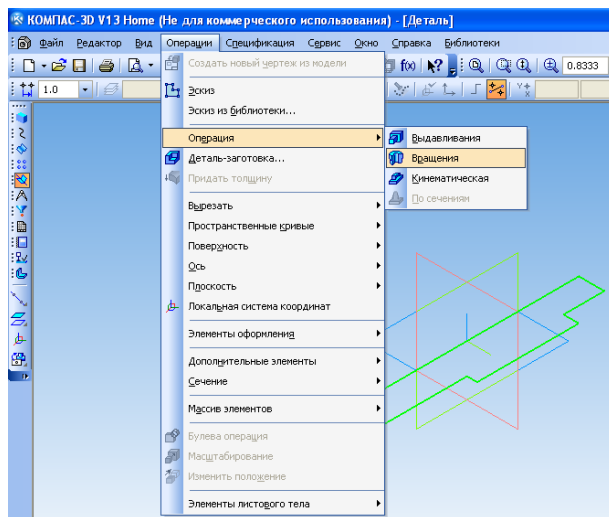 КОМПАС-3D V13 Home (Не для коммерческого использования) - [Деталь]
Файл Редактор Вид Операции Спецификация Сервис Окно Справка Библиотеки
Создать новый чертеж из модели
f(x) 0,8333
1.0
Эскиз
Эскиз из библиотеки...
Операция
Выдавливания
Деталь-заготовка...
Вращения
Придать толщину
Кинематическая
По сечениям
Вырезать
Пространственные кривые
Поверхность
Ось
Плоскость
Локальная система координат
Элементы оформления
Дополнительные элементы
Сечение
Массив элементов
Булева операция
Масштабирование
Изменить положение
Элементы листового тела